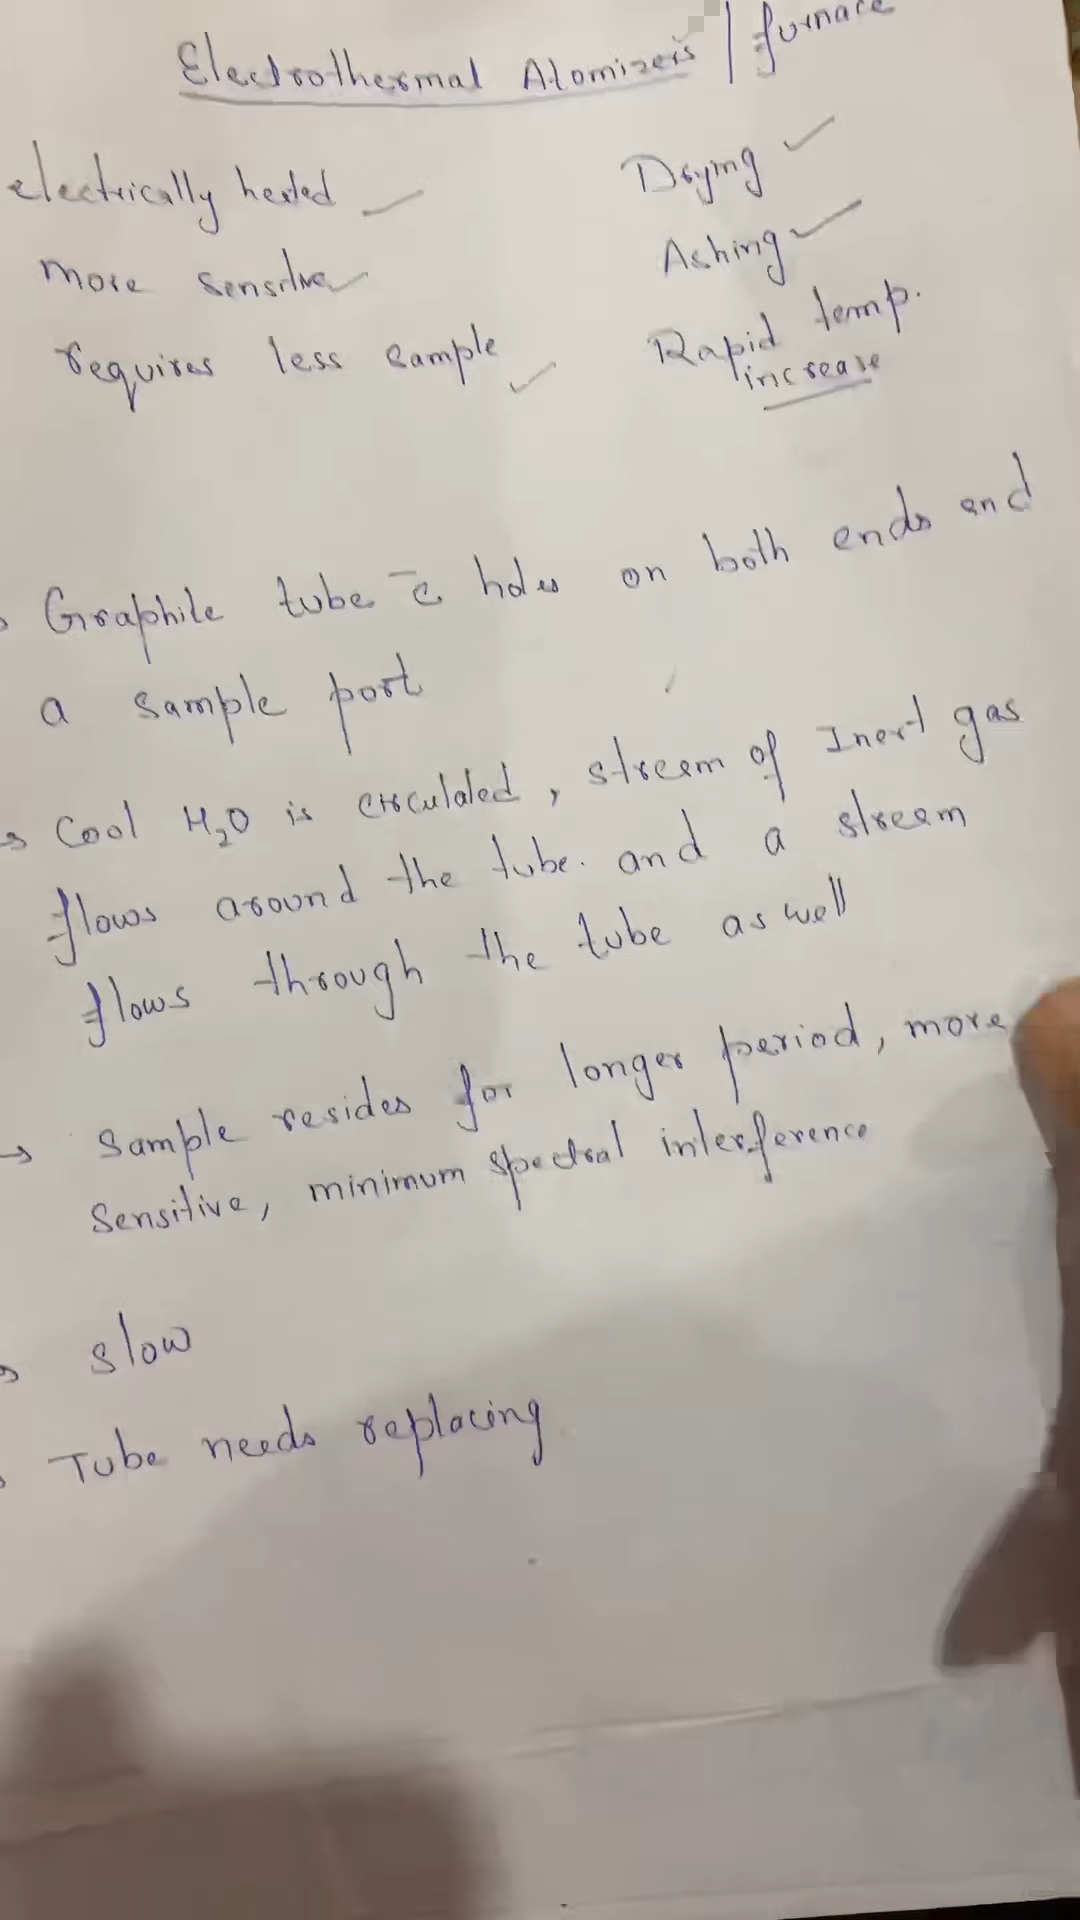 Electrothermal Atomizers / furnace
electrically heated
Drying
more sensitive
Ashing
requires less sample
Rapid temp.
increase
Graphite tube c̄ holes on both ends and
a sample port
Cool H₂O is circulated, stream of Inert gas
flows around the tube. and a stream
flows through the tube as well
→ Sample resides for longer period, more
Sensitive, minimum spectral interference
→ slow
Tube needs replacing